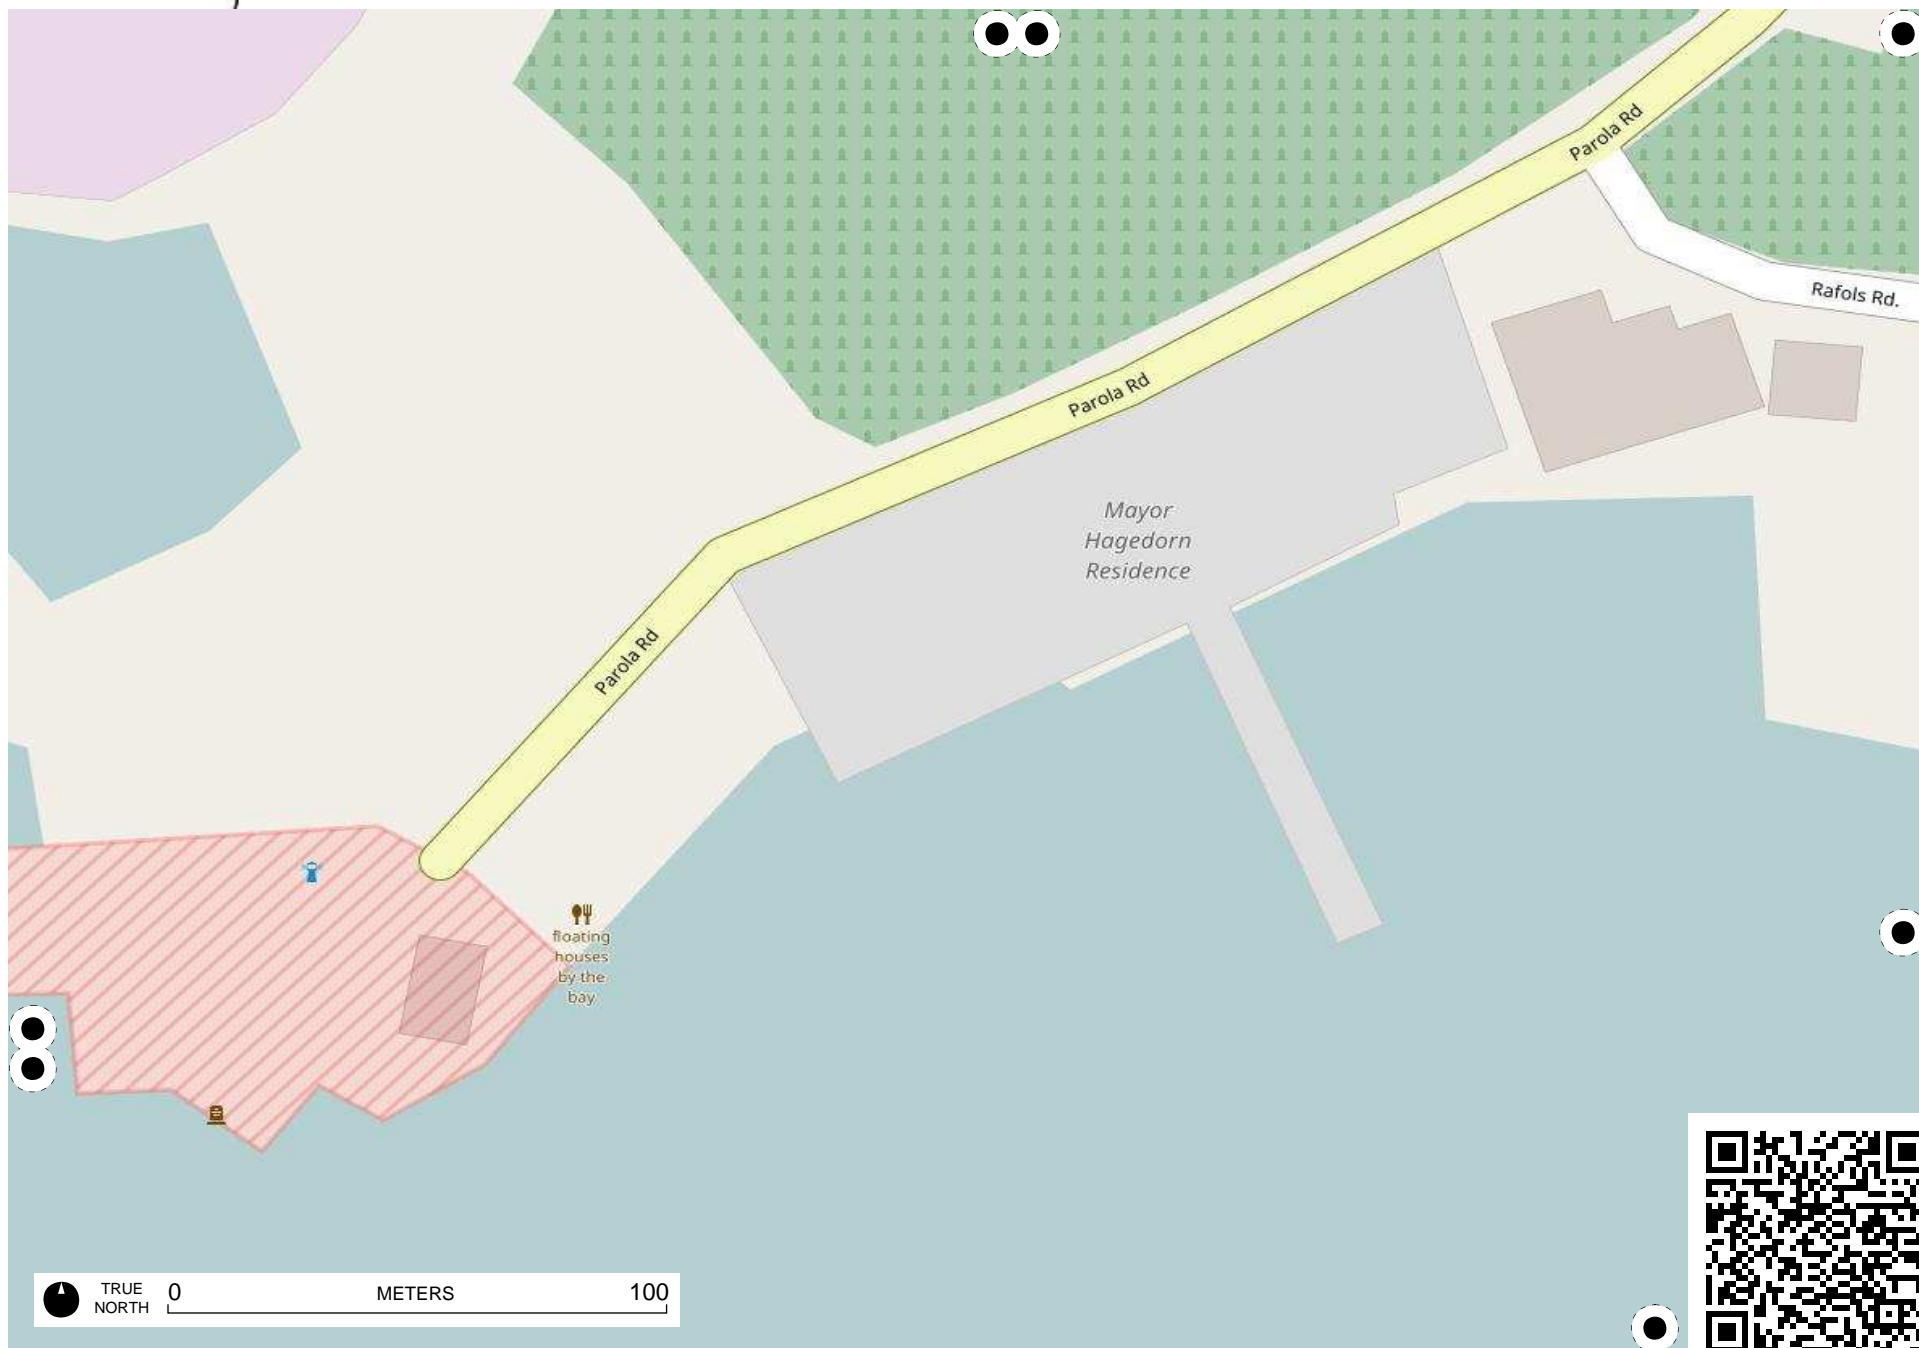 Parola Rd
Rafols Rd.
Parola Rd
Mayor
Hagedorn
Residence
Parola Rd
floating
houses
by the
bay
TRUE
NORTH
0
METERS
100